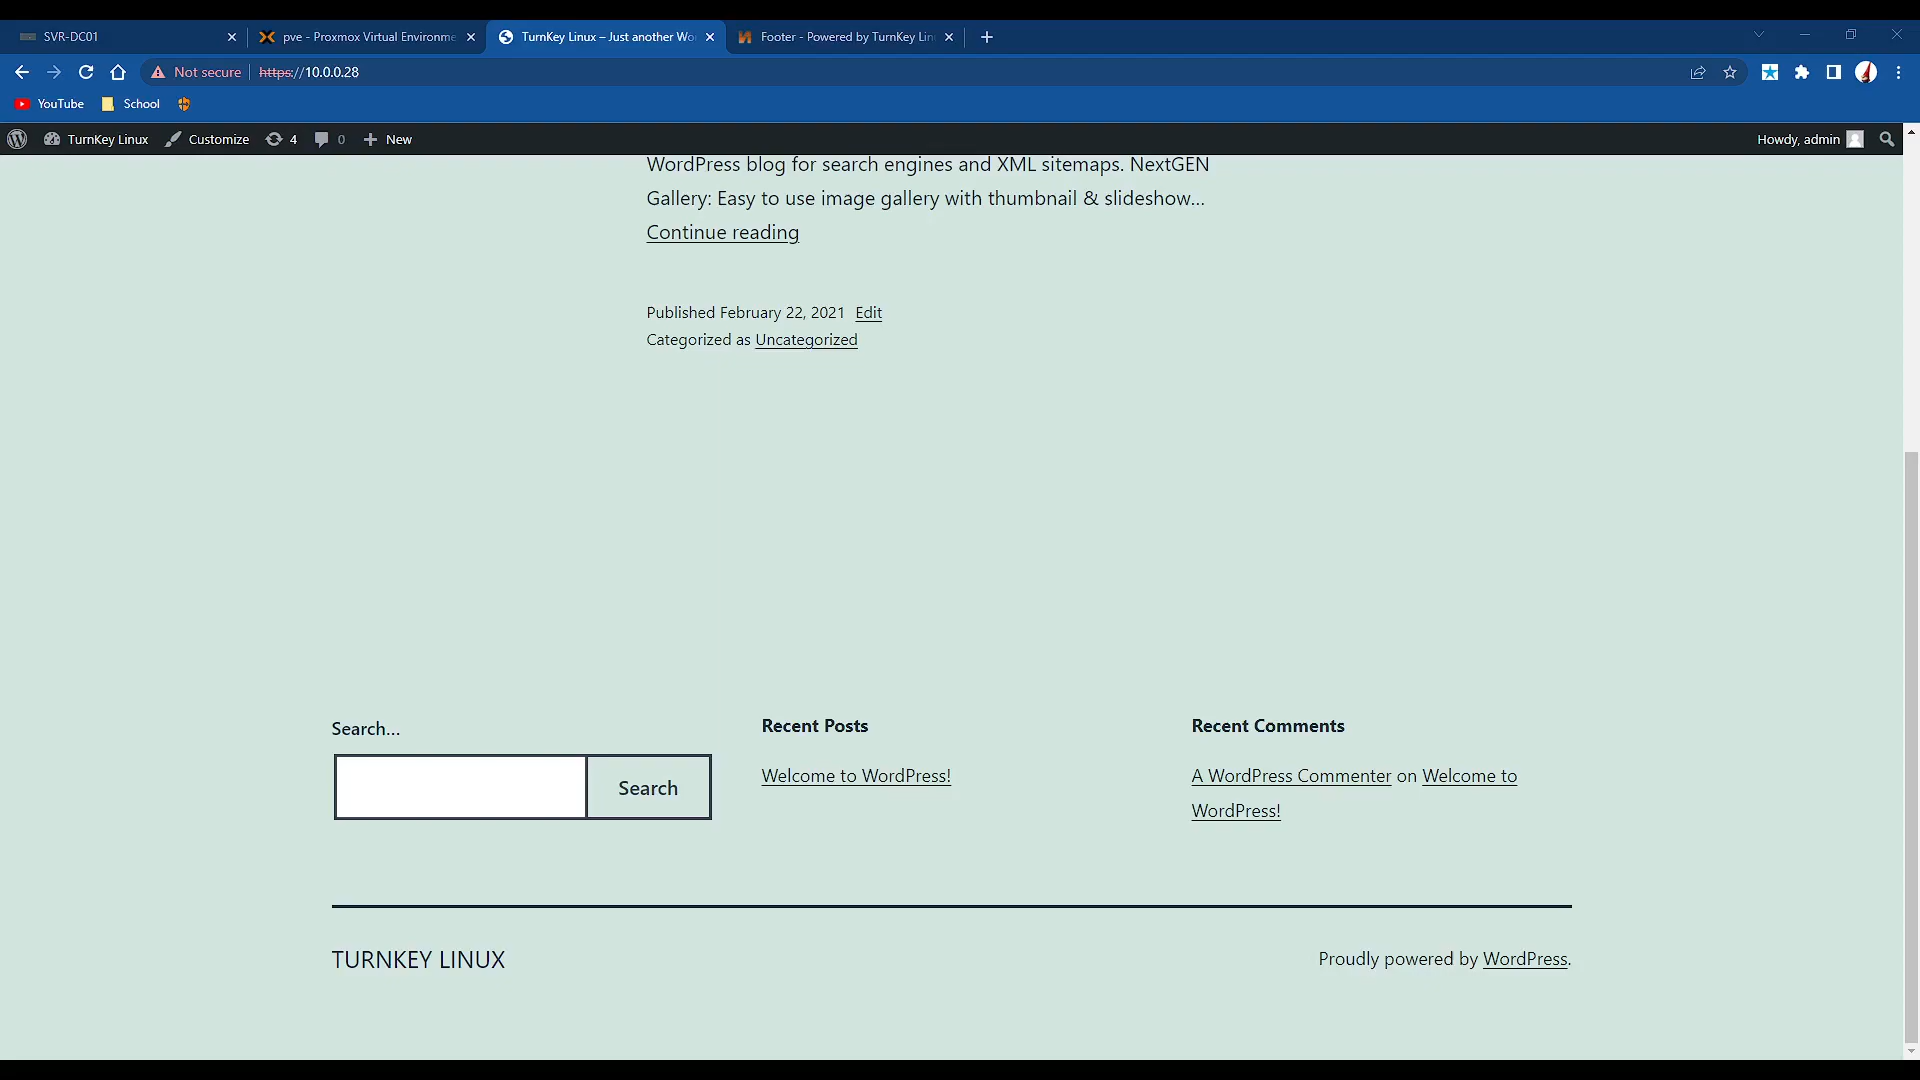 SVR-DC01
pve - Proxmox Virtual Environme
TurnKey Linux – Just another Wo
Footer - Powered by TurnKey Lin
Not secure https://10.0.0.28
YouTube School
TurnKey Linux Customize 4 0 New Howdy, admin
WordPress blog for search engines and XML sitemaps. NextGEN
Gallery: Easy to use image gallery with thumbnail & slideshow…
Continue reading
Published February 22, 2021 Edit
Categorized as Uncategorized
Search…
Search
Recent Posts
Welcome to WordPress!
Recent Comments
A WordPress Commenter on Welcome to
WordPress!
TURNKEY LINUX
Proudly powered by WordPress.